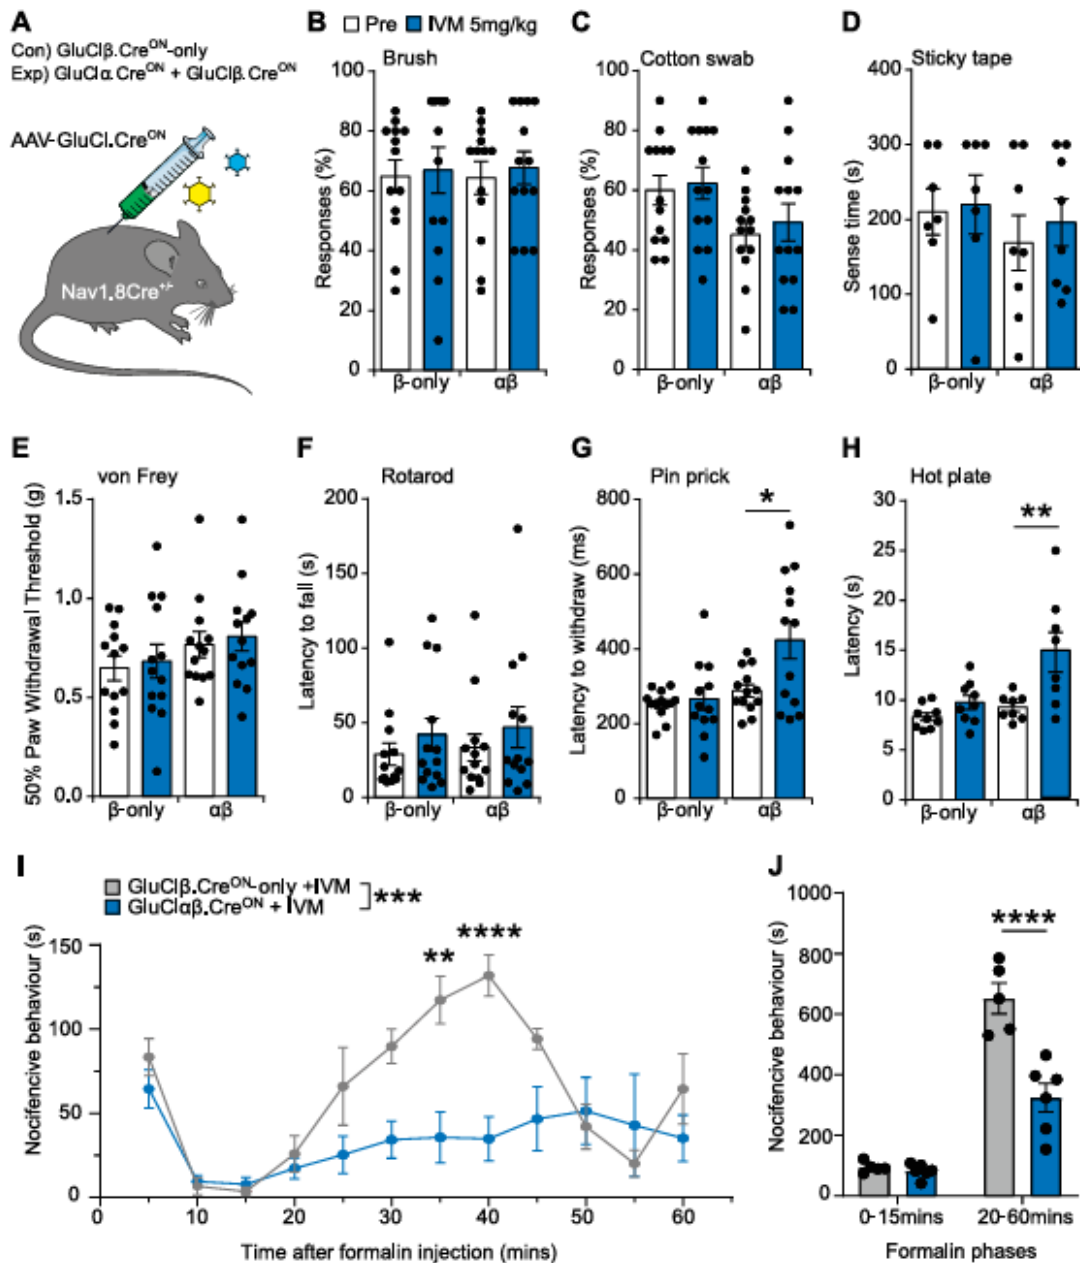 A
Con) GluClβ.Cre^ON-only
Exp) GluClα.Cre^ON + GluClβ.Cre^ON
AAV-GluCl.Cre^ON
Nav1.8Cre^+/-
B
Pre IVM 5mg/kg
Brush
Responses (%)
100
80
60
40
20
0
β-only αβ
C
Cotton swab
Responses (%)
100
80
60
40
20
0
β-only αβ
D
Sticky tape
Sense time (s)
400
300
200
100
0
β-only αβ
E
von Frey
50% Paw Withdrawal Threshold (g)
1.5
1.0
0.5
0.0
β-only αβ
F
Rotarod
Latency to fall (s)
200
150
100
50
0
β-only αβ
G
Pin prick
Latency to withdraw (ms)
800
600
400
200
0
*
β-only αβ
H
Hot plate
Latency (s)
30
25
20
15
10
5
0
**
β-only αβ
I
GluClβ.Cre^ON-only +IVM
GluClαβ.Cre^ON + IVM
***
Nocifencive behaviour (s)
150
100
50
0
**
****
0 10 20 30 40 50 60
Time after formalin injection (mins)
J
Nocifencive behaviour (s)
1000
800
600
400
200
0
****
0-15mins 20-60mins
Formalin phases